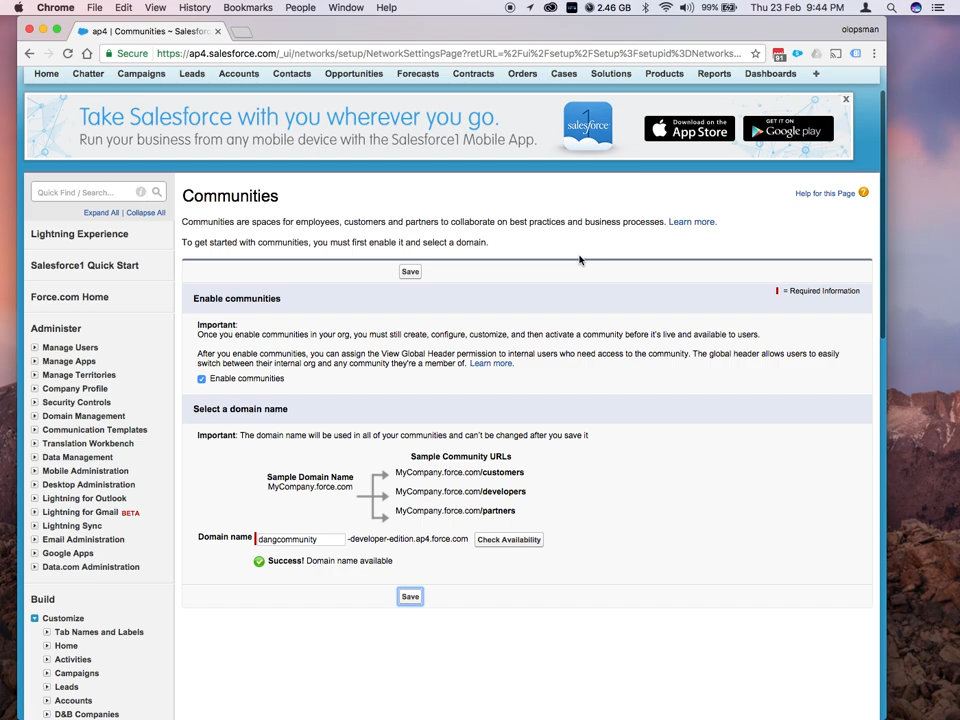 Chrome File Edit View History Bookmarks People Window Help 2.46 GB 99% Thu 23 Feb 9:44 PM
ap4 | Communities ~ Salesforc
olopsman
Secure https://ap4.salesforce.com/_ui/networks/setup/NetworkSettingsPage?retURL=%2Fui%2Fsetup%2FSetup%3Fsetupid%3DNetworks...
91
Home Chatter Campaigns Leads Accounts Contacts Opportunities Forecasts Contracts Orders Cases Solutions Products Reports Dashboards +
Take Salesforce with you wherever you go.
Run your business from any mobile device with the Salesforce1 Mobile App.
1
salesforce
Download on the
App Store
GET IT ON
Google play
X
Quick Find / Search...
Expand All | Collapse All
Lightning Experience
Salesforce1 Quick Start
Force.com Home
Administer
Manage Users
Manage Apps
Manage Territories
Company Profile
Security Controls
Domain Management
Communication Templates
Translation Workbench
Data Management
Mobile Administration
Desktop Administration
Lightning for Outlook
Lightning for Gmail BETA
Lightning Sync
Email Administration
Google Apps
Data.com Administration
Build
Customize
Tab Names and Labels
Home
Activities
Campaigns
Leads
Accounts
D&B Companies
Communities
Help for this Page ?
Communities are spaces for employees, customers and partners to collaborate on best practices and business processes. Learn more.
To get started with communities, you must first enable it and select a domain.
Save
Enable communities
= Required Information
Important:
Once you enable communities in your org, you must still create, configure, customize, and then activate a community before it's live and available to users.
After you enable communities, you can assign the View Global Header permission to internal users who need access to the community. The global header allows users to easily
switch between their internal org and any community they're a member of. Learn more.
Enable communities
Select a domain name
Important: The domain name will be used in all of your communities and can't be changed after you save it
Sample Domain Name
MyCompany.force.com
Sample Community URLs
MyCompany.force.com/customers
MyCompany.force.com/developers
MyCompany.force.com/partners
Domain name dangcommunity -developer-edition.ap4.force.com Check Availability
Success! Domain name available
Save